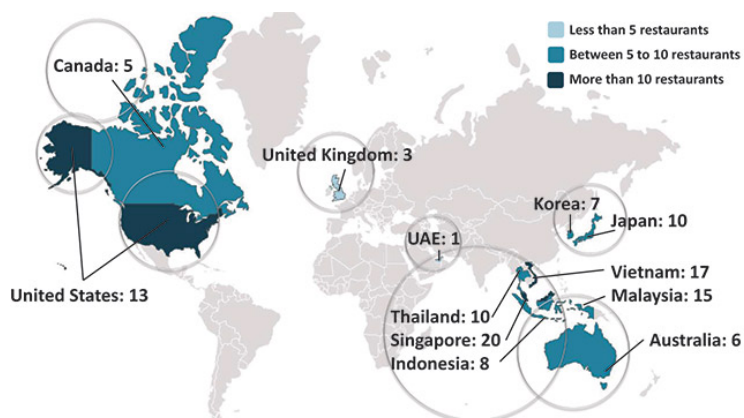 Less than 5 restaurants
Between 5 to 10 restaurants
More than 10 restaurants
Canada: 5
United Kingdom: 3
Korea: 7
Japan: 10
UAE: 1
Vietnam: 17
United States: 13
Malaysia: 15
Thailand: 10
Singapore: 20
Australia: 6
Indonesia: 8